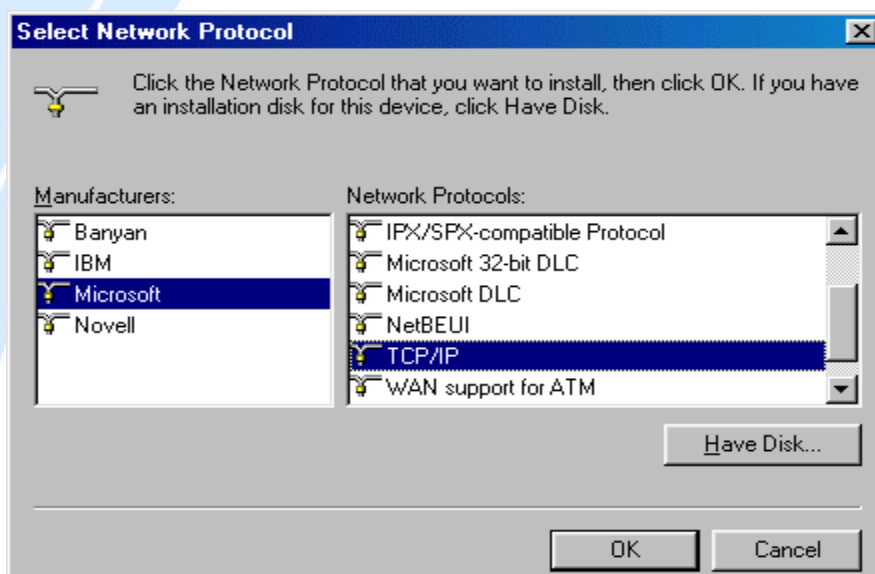 Select Network Protocol
Click the Network Protocol that you want to install, then click OK. If you have
an installation disk for this device, click Have Disk.
Manufacturers:
Banyan
IBM
Microsoft
Novell
Network Protocols:
IPX/SPX-compatible Protocol
Microsoft 32-bit DLC
Microsoft DLC
NetBEUI
TCP/IP
WAN support for ATM
Have Disk...
OK
Cancel